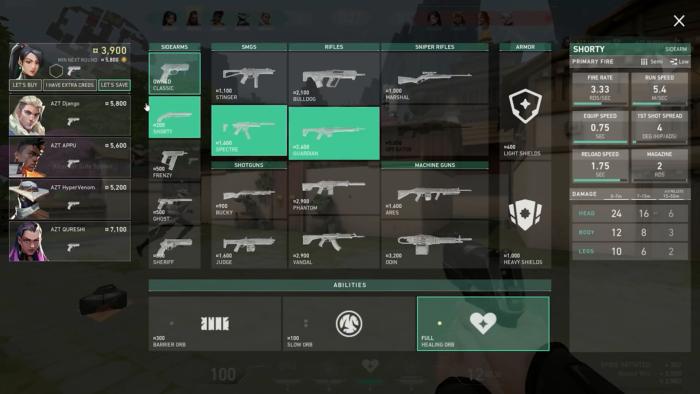 ¤ 3,900
MIN NEXT ROUND ¤ 5,800
LET'S BUY
I HAVE EXTRA CREDS
LET'S SAVE
AZT Django
¤ 5,800
AZT APPU
¤ 5,600
AZT HyperVenom
¤ 5,200
AZT QURESHI
¤ 7,100
SIDEARMS
OWNED
CLASSIC
SHORTY
¤500
FRENZY
¤500
GHOST
SHERIFF
SMGS
¤1,100
STINGER
¤1,600
SPECTRE
SHOTGUNS
¤900
BUCKY
¤1,600
JUDGE
RIFLES
¤2,100
BULLDOG
GUARDIAN
¤2,900
PHANTOM
¤2,900
VANDAL
SNIPER RIFLES
¤1,000
MARSHAL
OPERATOR
MACHINE GUNS
¤1,600
ARES
¤3,200
ODIN
ARMOR
¤400
LIGHT SHIELDS
¤1,000
HEAVY SHIELDS
ABILITIES
¤300
BARRIER ORB
¤100
SLOW ORB
FULL
HEALING ORB
SHORTY
SIDEARM
PRIMARY FIRE
Semi
Low
FIRE RATE
3.33
RDS/SEC
RUN SPEED
5.4
M/SEC
EQUIP SPEED
0.75
SEC
1ST SHOT SPREAD
4
DEG (HIP/ADS)
RELOAD SPEED
1.75
SEC
MAGAZINE
2
RDS
DAMAGE
HEAD 24 16 6
BODY 12 8 3
LEGS 10 6 2
100
12